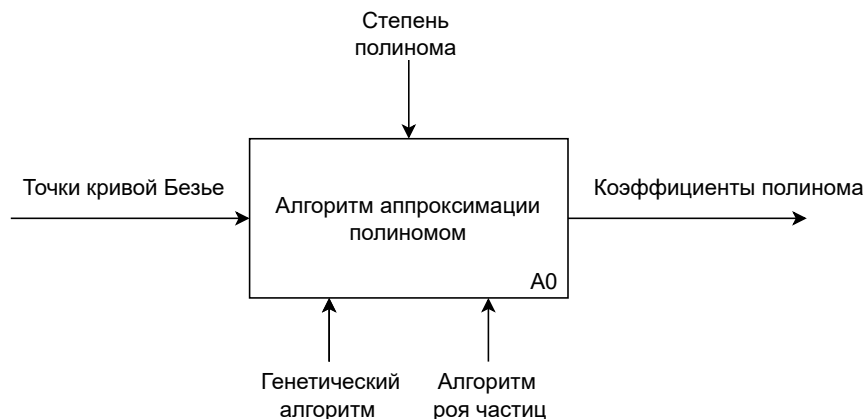 Степень
полинома
Точки кривой Безье
Алгоритм аппроксимации
полиномом
Коэффициенты полинома
A0
Генетический
алгоритм
Алгоритм
роя частиц